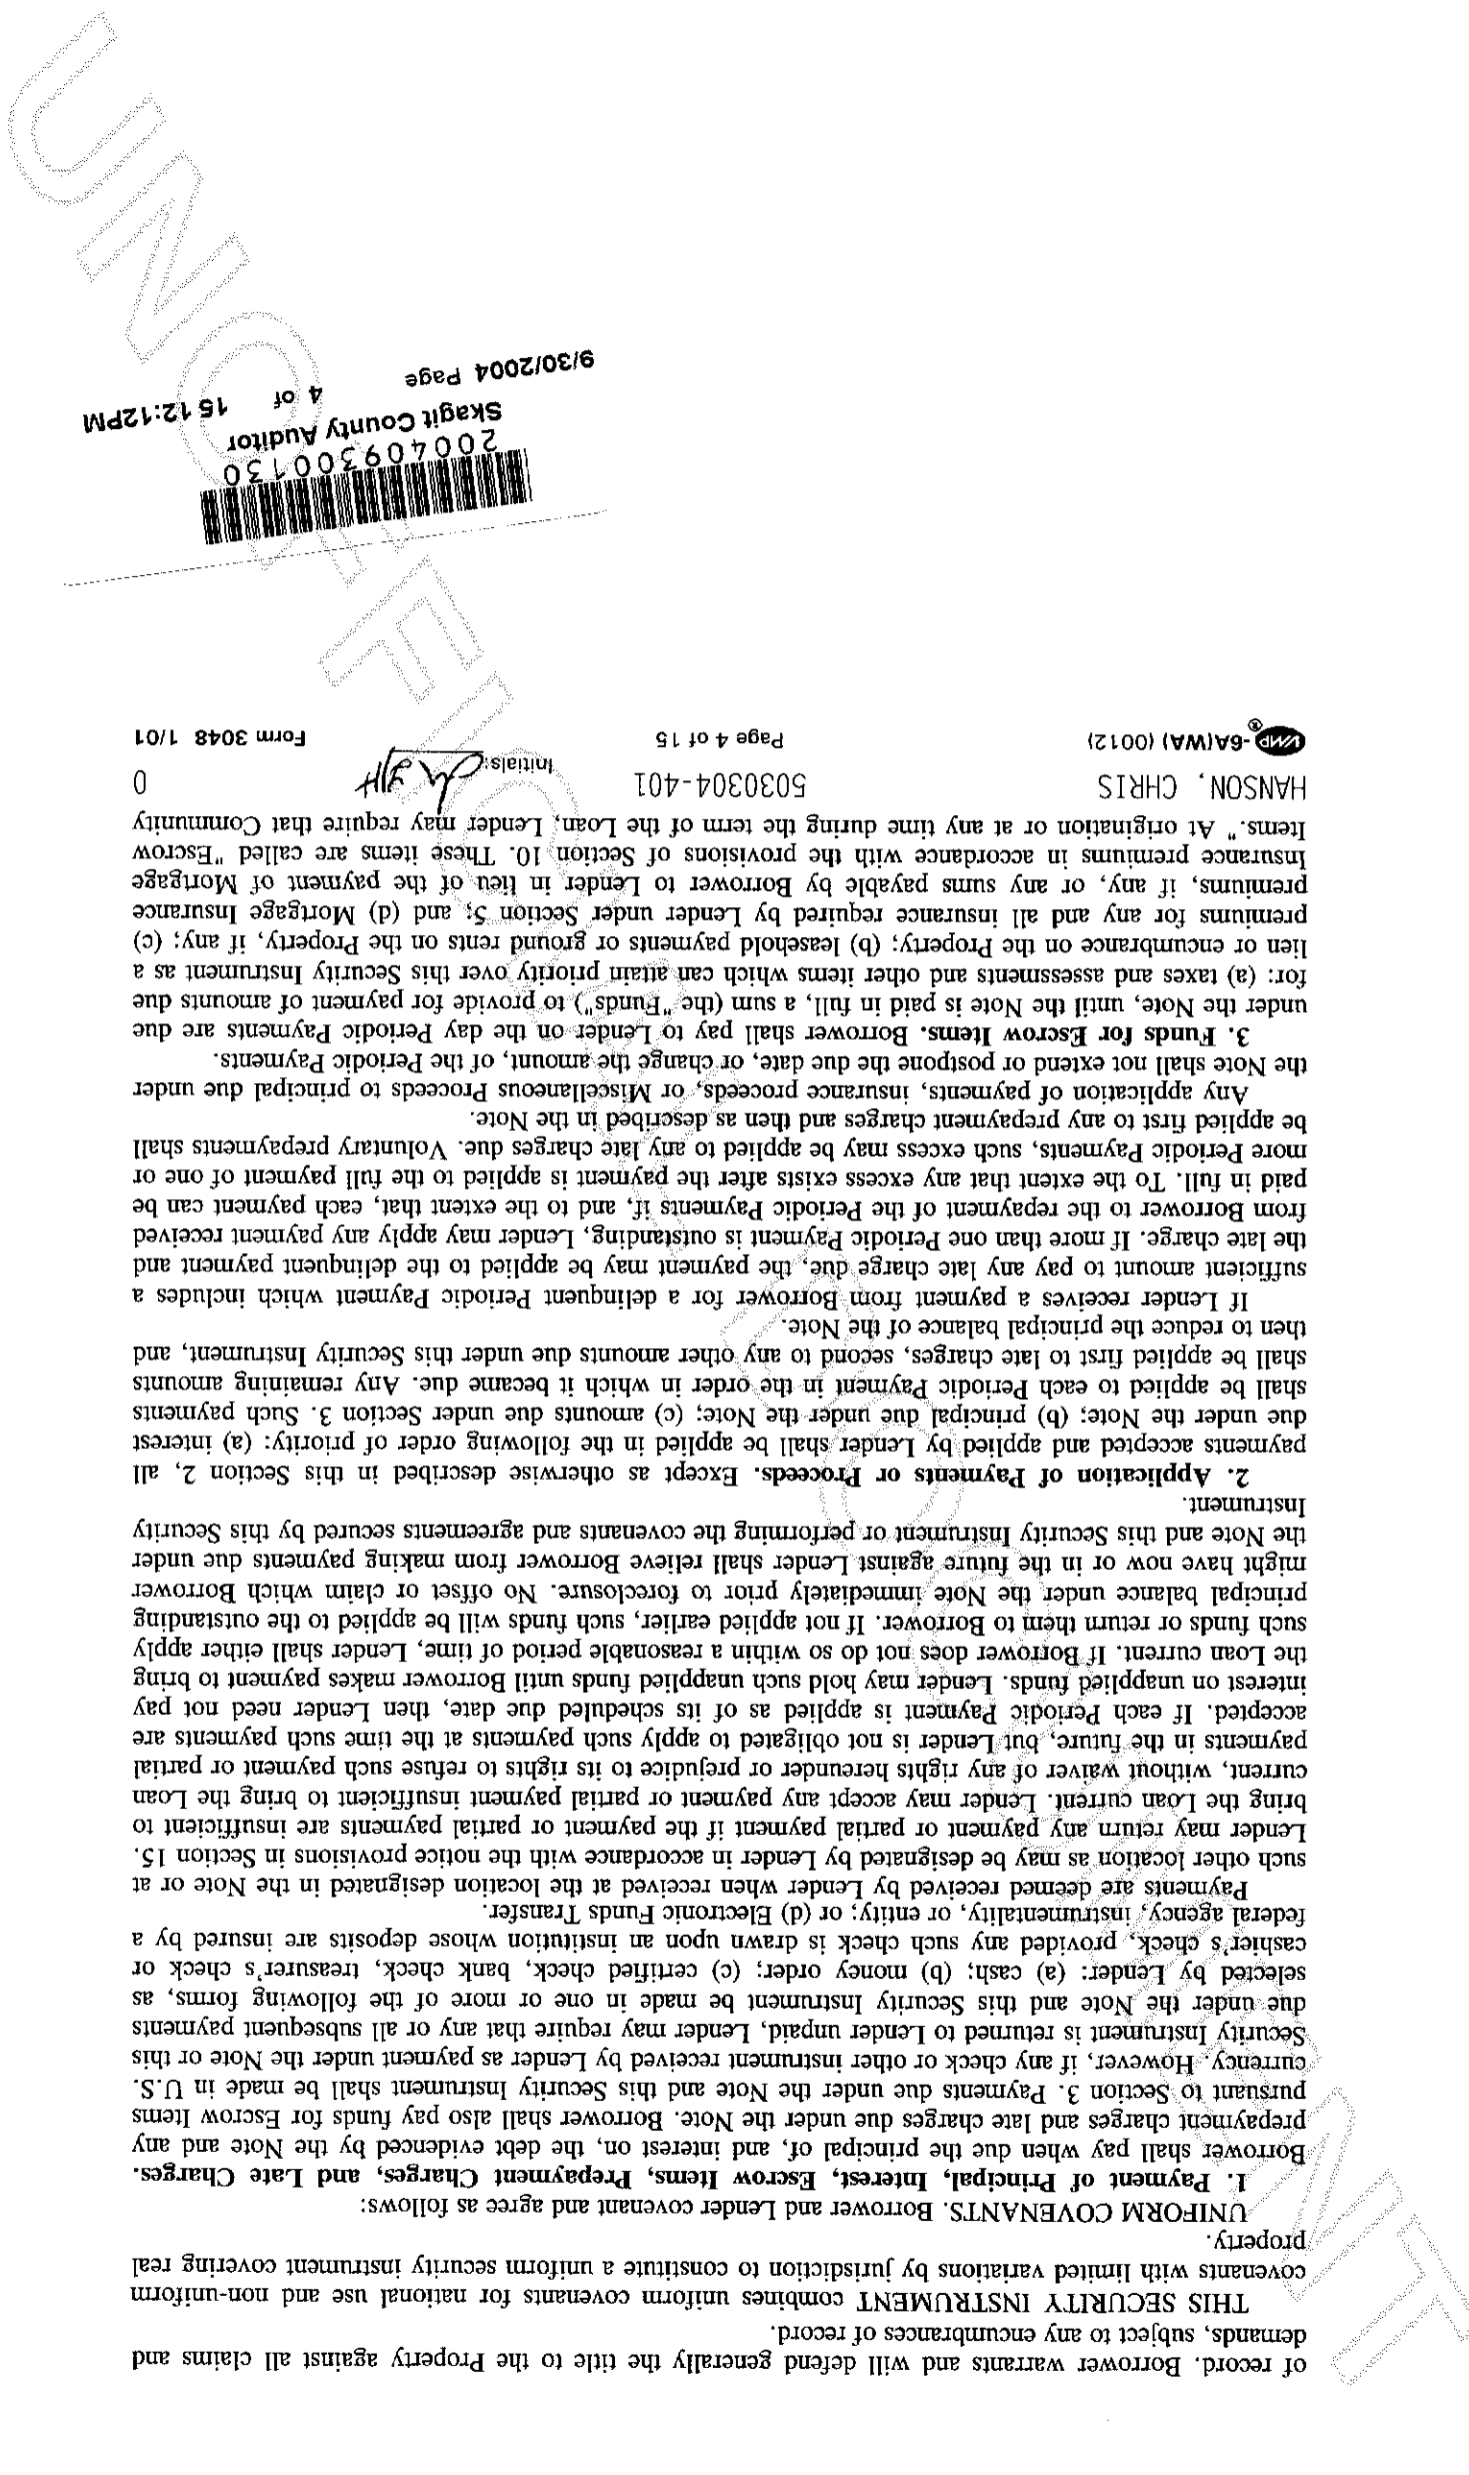 of record. Borrower warrants and will defend generally the title to the Property against all claims and
demands, subject to any encumbrances of record.
THIS SECURITY INSTRUMENT combines uniform covenants for national use and non-uniform
covenants with limited variations by jurisdiction to constitute a uniform security instrument covering real
property.
UNIFORM COVENANTS. Borrower and Lender covenant and agree as follows:
1. Payment of Principal, Interest, Escrow Items, Prepayment Charges, and Late Charges.
Borrower shall pay when due the principal of, and interest on, the debt evidenced by the Note and any
prepayment charges and late charges due under the Note. Borrower shall also pay funds for Escrow Items
pursuant to Section 3. Payments due under the Note and this Security Instrument shall be made in U.S.
currency. However, if any check or other instrument received by Lender as payment under the Note or this
Security Instrument is returned to Lender unpaid, Lender may require that any or all subsequent payments
due under the Note and this Security Instrument be made in one or more of the following forms, as
selected by Lender: (a) cash; (b) money order; (c) certified check, bank check, treasurer's check or
cashier's check, provided any such check is drawn upon an institution whose deposits are insured by a
federal agency, instrumentality, or entity; or (d) Electronic Funds Transfer.
Payments are deemed received by Lender when received at the location designated in the Note or at
such other location as may be designated by Lender in accordance with the notice provisions in Section 15.
Lender may return any payment or partial payment if the payment or partial payments are insufficient to
bring the Loan current. Lender may accept any payment or partial payment insufficient to bring the Loan
current, without waiver of any rights hereunder or prejudice to its rights to refuse such payment or partial
payments in the future, but Lender is not obligated to apply such payments at the time such payments are
accepted. If each Periodic Payment is applied as of its scheduled due date, then Lender need not pay
interest on unapplied funds. Lender may hold such unapplied funds until Borrower makes payment to bring
the Loan current. If Borrower does not do so within a reasonable period of time, Lender shall either apply
such funds or return them to Borrower. If not applied earlier, such funds will be applied to the outstanding
principal balance under the Note immediately prior to foreclosure. No offset or claim which Borrower
might have now or in the future against Lender shall relieve Borrower from making payments due under
the Note and this Security Instrument or performing the covenants and agreements secured by this Security
Instrument.
2. Application of Payments or Proceeds. Except as otherwise described in this Section 2, all
payments accepted and applied by Lender shall be applied in the following order of priority: (a) interest
due under the Note; (b) principal due under the Note; (c) amounts due under Section 3. Such payments
shall be applied to each Periodic Payment in the order in which it became due. Any remaining amounts
shall be applied first to late charges, second to any other amounts due under this Security Instrument, and
then to reduce the principal balance of the Note.
If Lender receives a payment from Borrower for a delinquent Periodic Payment which includes a
sufficient amount to pay any late charge due, the payment may be applied to the delinquent payment and
the late charge. If more than one Periodic Payment is outstanding, Lender may apply any payment received
from Borrower to the repayment of the Periodic Payments if, and to the extent that, each payment can be
paid in full. To the extent that any excess exists after the payment is applied to the full payment of one or
more Periodic Payments, such excess may be applied to any late charges due. Voluntary prepayments shall
be applied first to any prepayment charges and then as described in the Note.
Any application of payments, insurance proceeds, or Miscellaneous Proceeds to principal due under
the Note shall not extend or postpone the due date, or change the amount, of the Periodic Payments.
3. Funds for Escrow Items. Borrower shall pay to Lender on the day Periodic Payments are due
under the Note, until the Note is paid in full, a sum (the "Funds") to provide for payment of amounts due
for: (a) taxes and assessments and other items which can attain priority over this Security Instrument as a
lien or encumbrance on the Property; (b) leasehold payments or ground rents on the Property, if any; (c)
premiums for any and all insurance required by Lender under Section 5; and (d) Mortgage Insurance
premiums, if any, or any sums payable by Borrower to Lender in lieu of the payment of Mortgage
Insurance premiums in accordance with the provisions of Section 10. These items are called "Escrow
Items." At origination or at any time during the term of the Loan, Lender may require that Community
HANSON, CHRIS 503304-401 0
Initials:
VMP®-6A(WA) (0012) Page 4 of 15 Form 3048 1/01
200409300130
Skagit County Auditor
9/30/2004 Page 4 of 15 12:12PM
UNOFFICIAL DOCUMENT